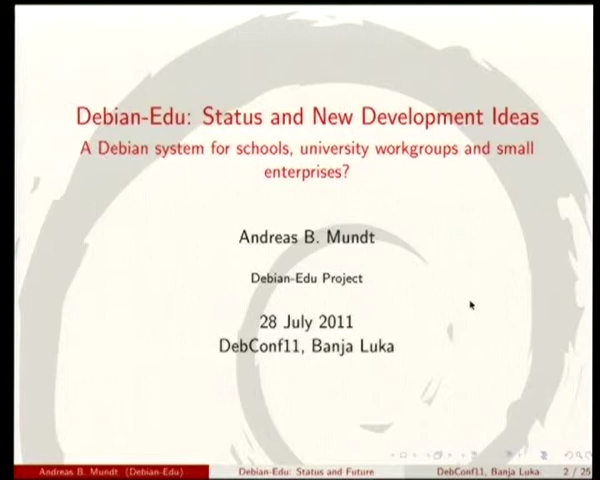 Debian-Edu: Status and New Development Ideas
A Debian system for schools, university workgroups and small
enterprises?
Andreas B. Mundt
Debian-Edu Project
28 July 2011
DebConf11, Banja Luka
Andreas B. Mundt (Debian-Edu) Debian-Edu: Status and Future DebConf11, Banja Luka 2 / 25